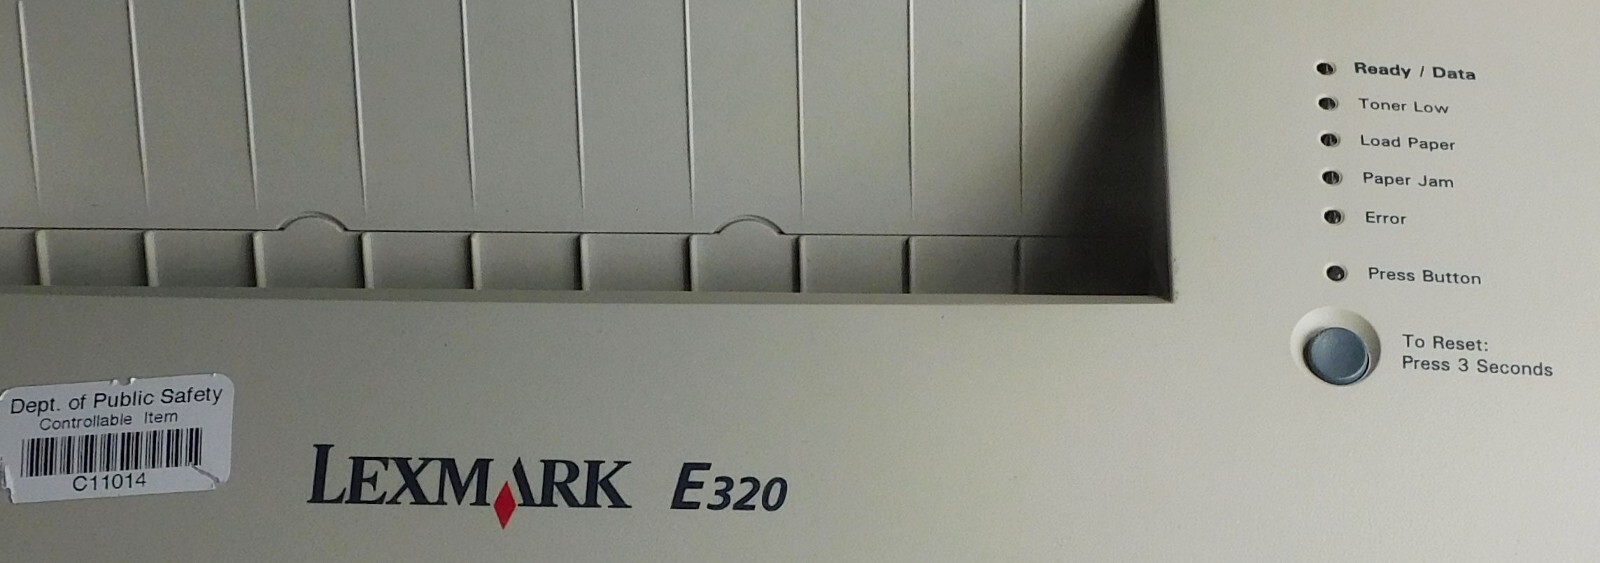 Ready / Data
Toner Low
Load Paper
Paper Jam
Error
Press Button
To Reset:
Press 3 Seconds
Dept. of Public Safety
Controllable Item
C11014
LEXMARK E320